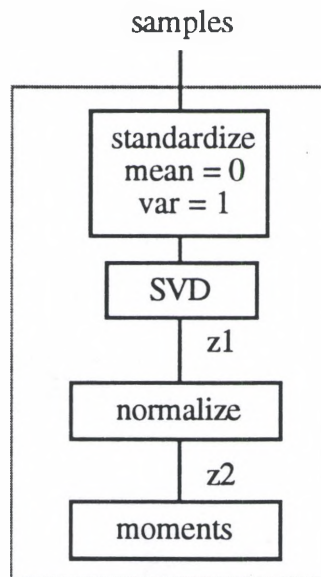 samples
standardize
mean = 0
var = 1
SVD
z1
normalize
z2
moments